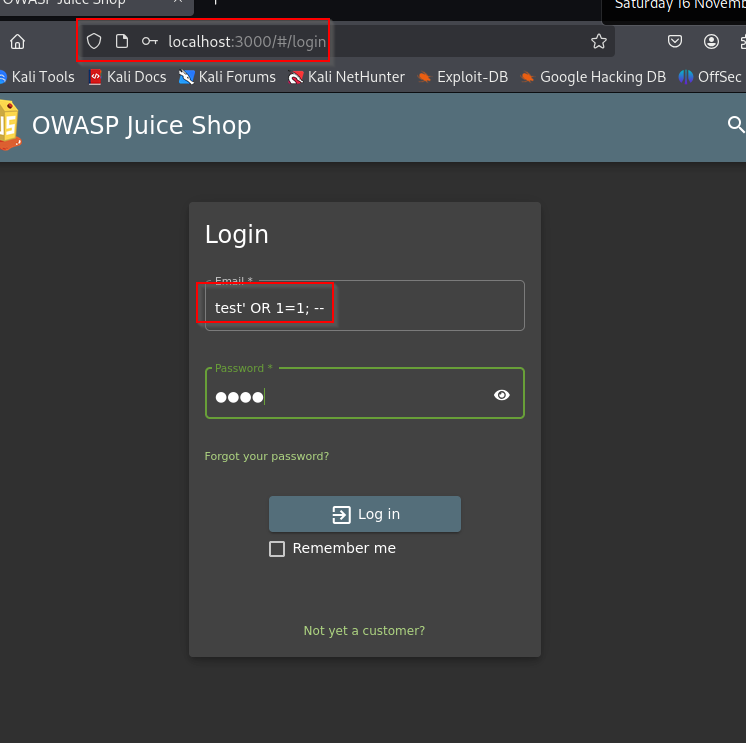 OWASP Juice Shop
Saturday 16 Novemb
localhost:3000/#/login
Kali Tools Kali Docs Kali Forums Kali NetHunter Exploit-DB Google Hacking DB OffSec
OWASP Juice Shop
Login
Email *
test' OR 1=1; --
Password *
Forgot your password?
Log in
Remember me
Not yet a customer?